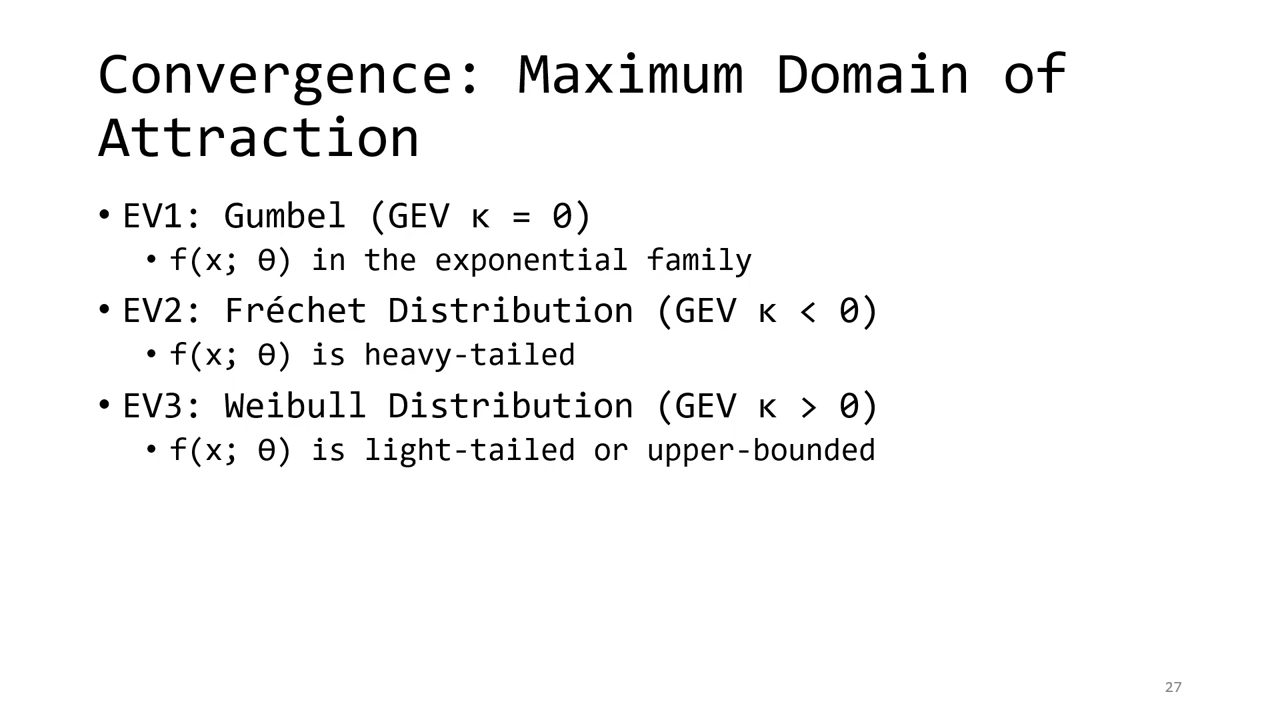 Convergence: Maximum Domain of
Attraction
• EV1: Gumbel (GEV κ = 0)
• f(x; θ) in the exponential family
• EV2: Fréchet Distribution (GEV κ < 0)
• f(x; θ) is heavy-tailed
• EV3: Weibull Distribution (GEV κ > 0)
• f(x; θ) is light-tailed or upper-bounded
27